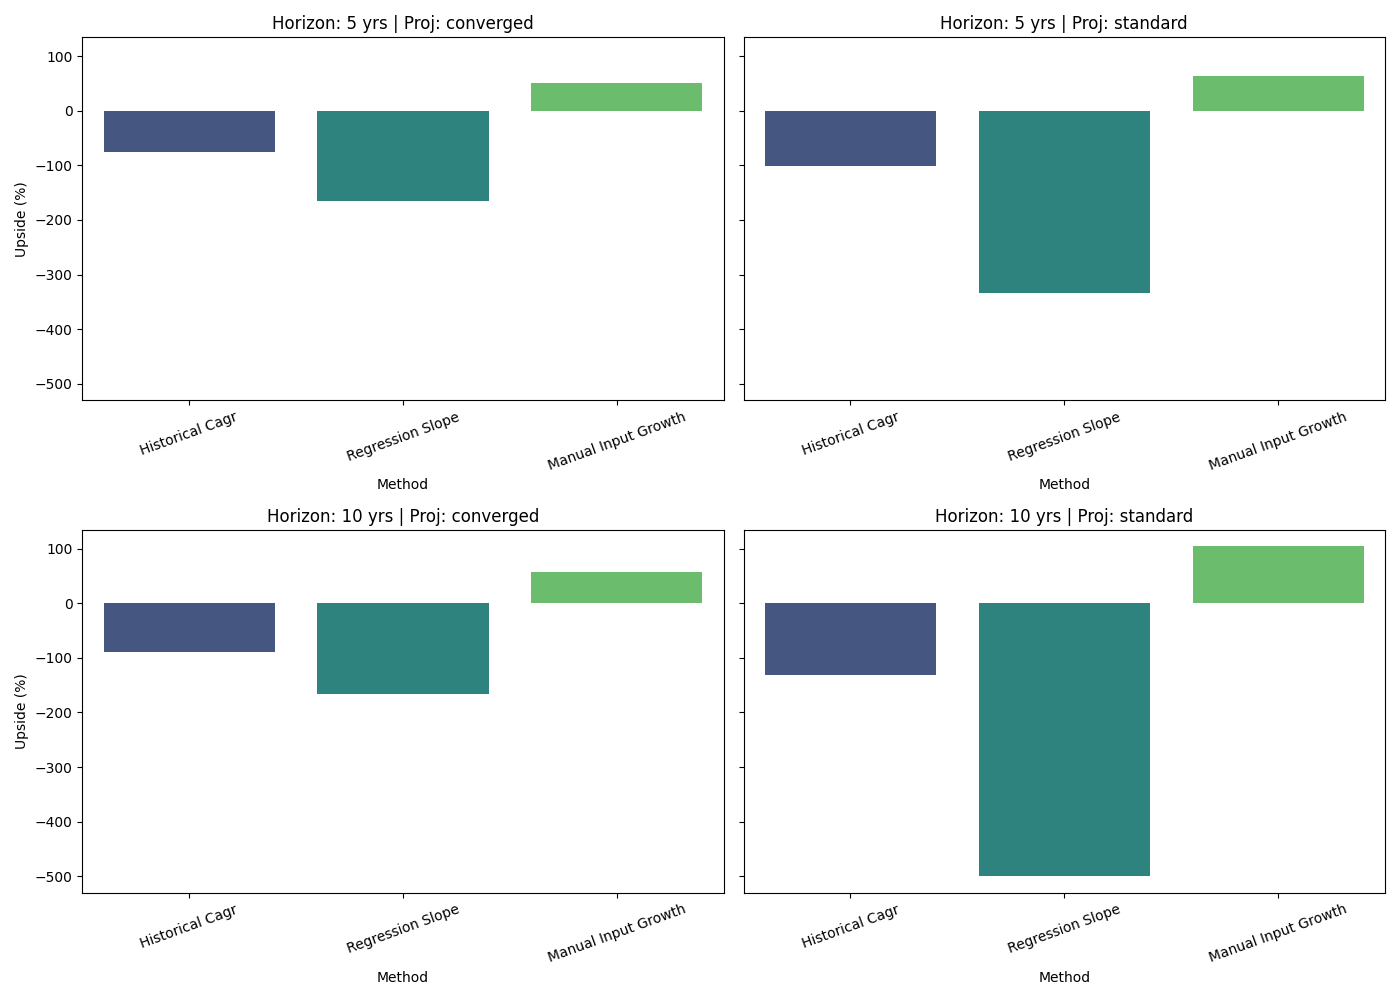 Horizon: 5 yrs | Proj: converged
100
0
−100
−200
−300
−400
−500
Upside (%)
Historical Cagr
Regression Slope
Manual Input Growth
Method
Horizon: 5 yrs | Proj: standard
Historical Cagr
Regression Slope
Manual Input Growth
Method
Horizon: 10 yrs | Proj: converged
100
0
−100
−200
−300
−400
−500
Upside (%)
Historical Cagr
Regression Slope
Manual Input Growth
Method
Horizon: 10 yrs | Proj: standard
Historical Cagr
Regression Slope
Manual Input Growth
Method